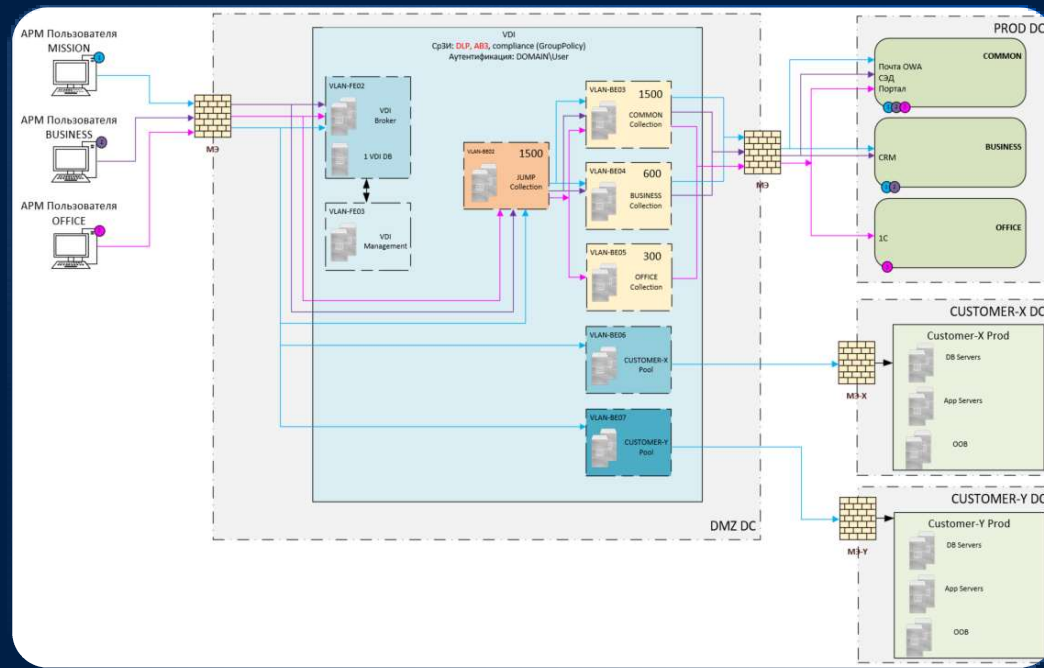 АРМ Пользователя
MISSION
АРМ Пользователя
BUSINESS
АРМ Пользователя
OFFICE
МЭ
VDI
СрЗИ: DLP, АВЗ, compliance (GroupPolicy)
Аутентификация: DOMAIN\User
VLAN-FE02
VDI
Broker
1 VDI DB
VLAN-FE03
VDI
Management
VLAN-BE02
1500
JUMP
Collection
VLAN-BE03
1500
COMMON
Collection
VLAN-BE04
600
BUSINESS
Collection
VLAN-BE05
300
OFFICE
Collection
VLAN-BE06
CUSTOMER-X
Pool
VLAN-BE07
CUSTOMER-Y
Pool
DMZ DC
МЭ
PROD DC
COMMON
Почта OWA
СЭД
Портал
BUSINESS
CRM
OFFICE
1C
CUSTOMER-X DC
Customer-X Prod
DB Servers
App Servers
OOB
МЭ-X
CUSTOMER-Y DC
Customer-Y Prod
DB Servers
App Servers
OOB
МЭ-Y